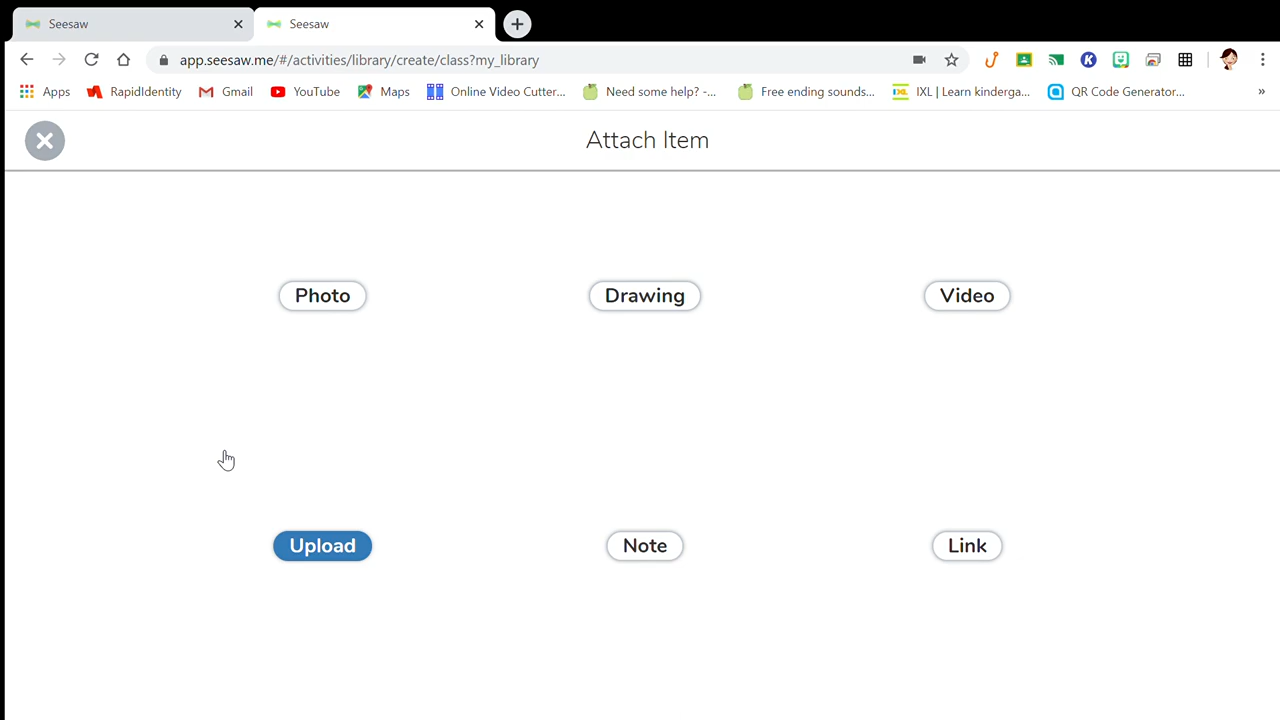 Seesaw
Seesaw
app.seesaw.me/#/activities/library/create/class?my_library
Apps RapidIdentity Gmail YouTube Maps Online Video Cutter... Need some help? -... Free ending sounds... IXL | Learn kinderga... QR Code Generator... »
Attach Item
Photo Drawing Video
Upload Note Link